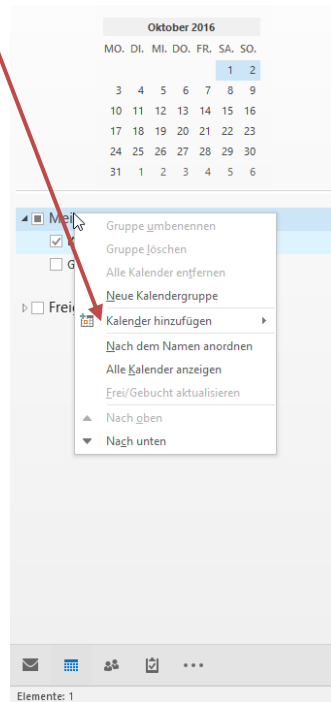 Oktober 2016
MO. DI. MI. DO. FR. SA. SO.
1 2
3 4 5 6 7 8 9
10 11 12 13 14 15 16
17 18 19 20 21 22 23
24 25 26 27 28 29 30
31 1 2 3 4 5 6
Mei
Gruppe umbenennen
Gruppe löschen
G
Alle Kalender entfernen
Neue Kalendergruppe
Frei
Kalender hinzufügen
Nach dem Namen anordnen
Alle Kalender anzeigen
Frei/Gebucht aktualisieren
Nach oben
Nach unten
Elemente: 1